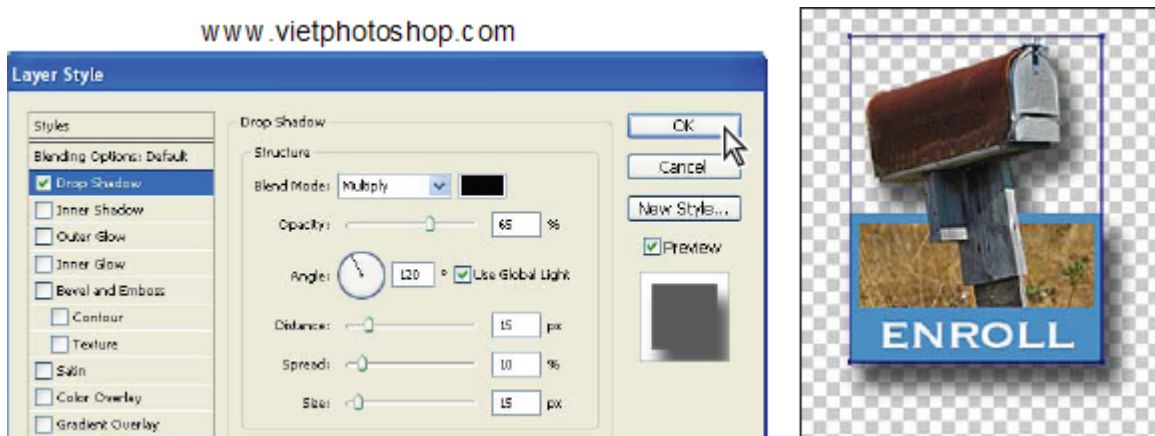 www.vietphotoshop.com
Layer Style
Styles
Blending Options: Default
Drop Shadow
Inner Shadow
Outer Glow
Inner Glow
Bevel and Emboss
Contour
Texture
Satin
Color Overlay
Gradient Overlay
Drop Shadow
Structure
Blend Mode: Multiply
Opacity: 65 %
Angle: 120 ° Use Global Light
Distance: 15 px
Spread: 10 %
Size: 15 px
OK
Cancel
New Style...
Preview
ENROLL